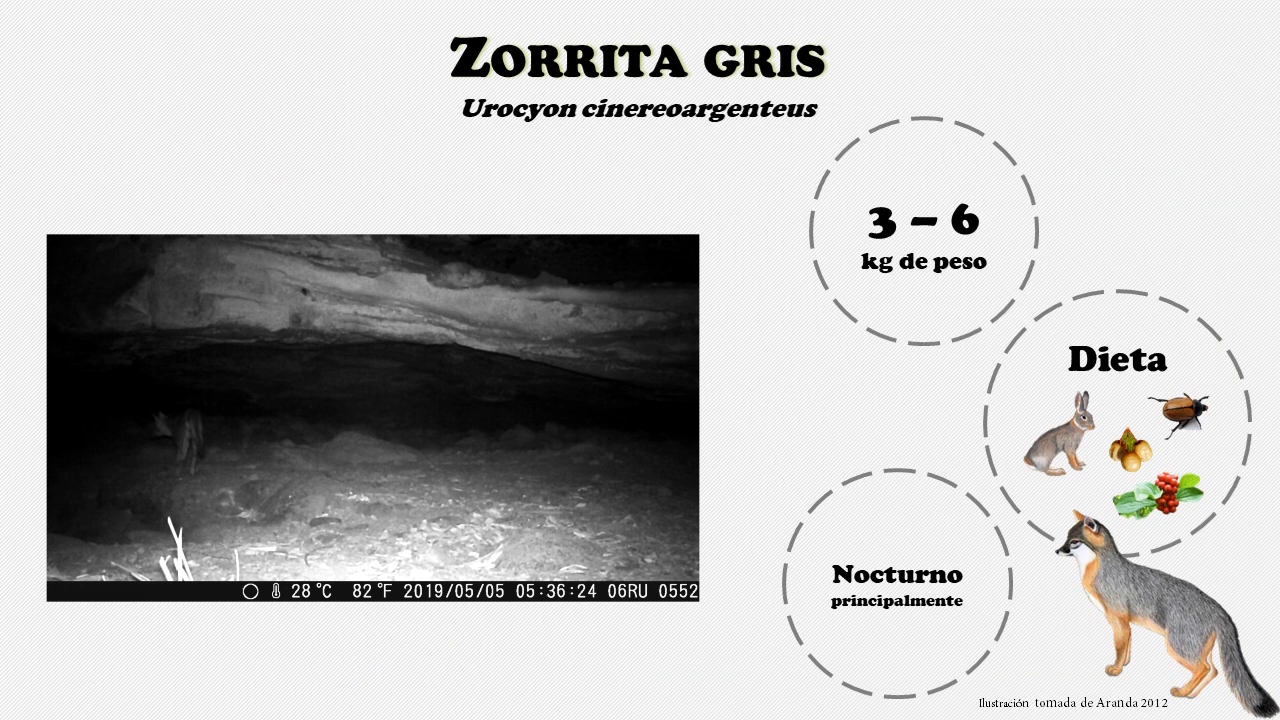 ZORRITA GRIS
Urocyon cinereoargenteus
3 – 6
kg de peso
Dieta
Nocturno
principalmente
28°C 82°F 2019/05/05 05:36:24 06RU 0552
Ilustración tomada de Aranda 2012